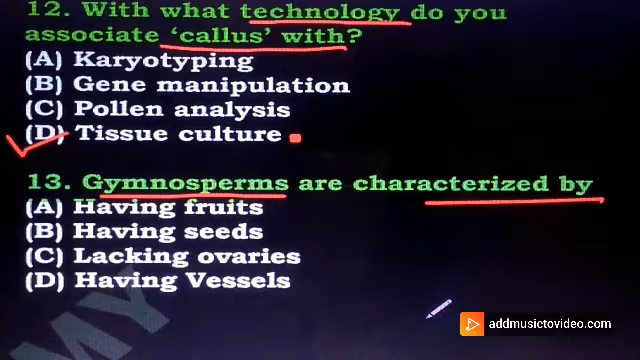 12. With what technology do you
associate ‘callus’ with?
(A) Karyotyping
(B) Gene manipulation
(C) Pollen analysis
(D) Tissue culture
13. Gymnosperms are characterized by
(A) Having fruits
(B) Having seeds
(C) Lacking ovaries
(D) Having Vessels
MY
addmusictovideo.com